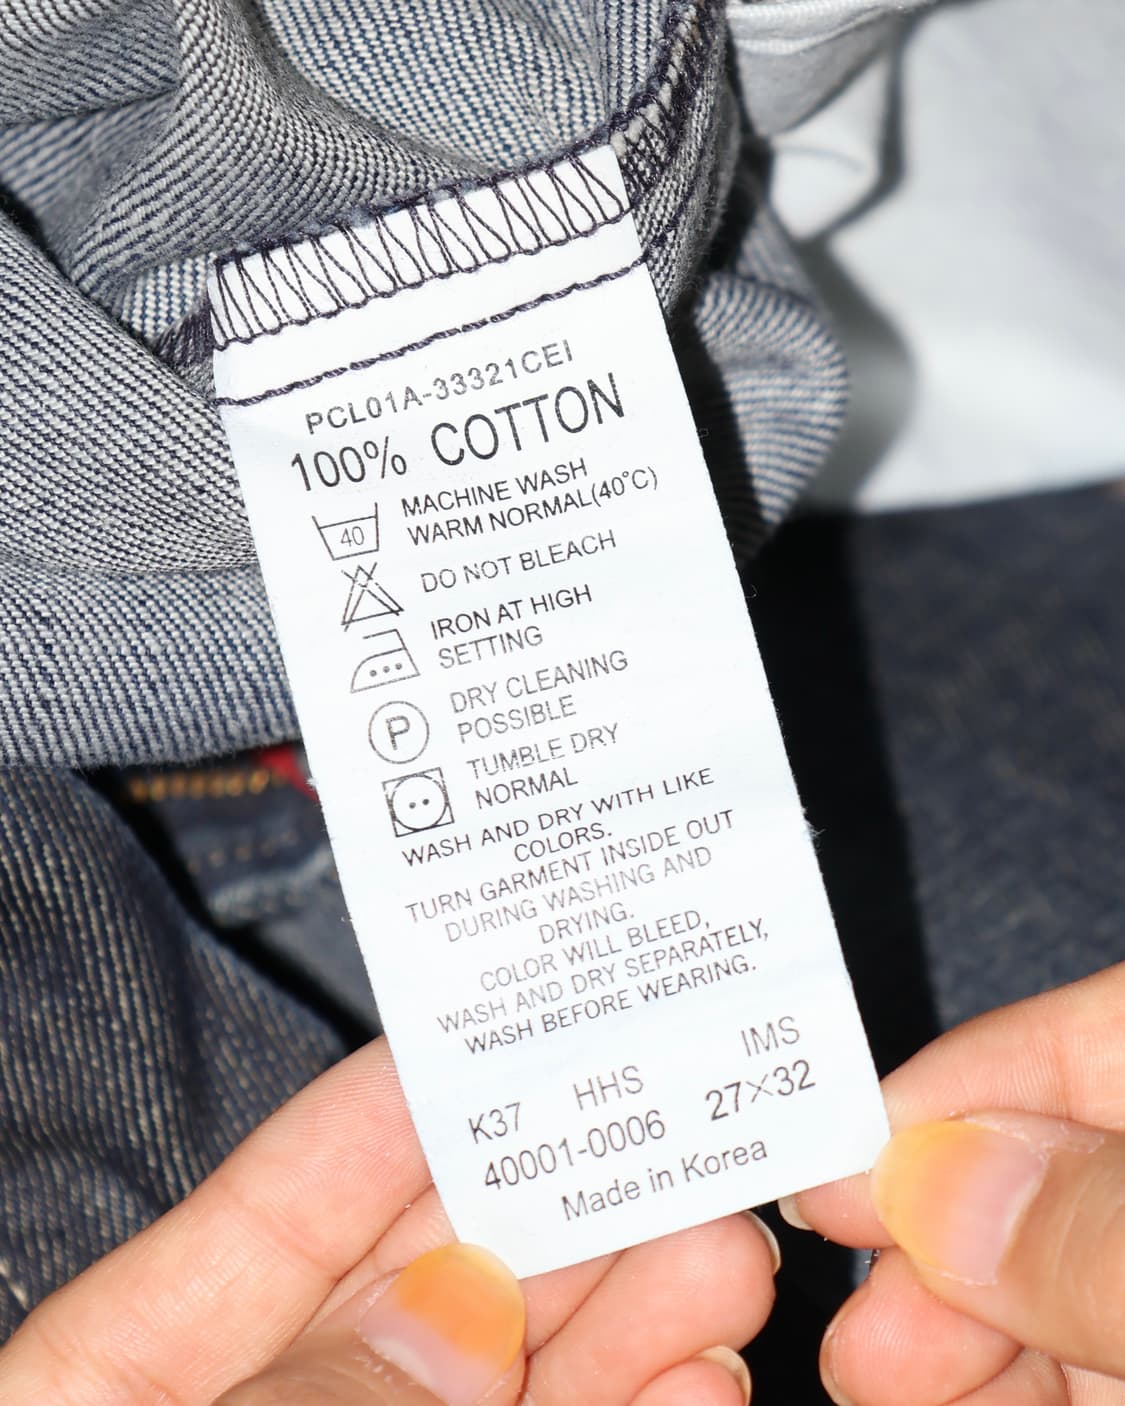 PCL01A-33321CEI
100% COTTON
40
MACHINE WASH
WARM NORMAL(40°C)
DO NOT BLEACH
IRON AT HIGH
SETTING
P
DRY CLEANING
POSSIBLE
TUMBLE DRY
NORMAL
WASH AND DRY WITH LIKE
COLORS.
TURN GARMENT INSIDE OUT
DURING WASHING AND
DRYING.
COLOR WILL BLEED,
WASH AND DRY SEPARATELY,
WASH BEFORE WEARING.
K37 HHS IMS
40001-0006 27×32
Made in Korea